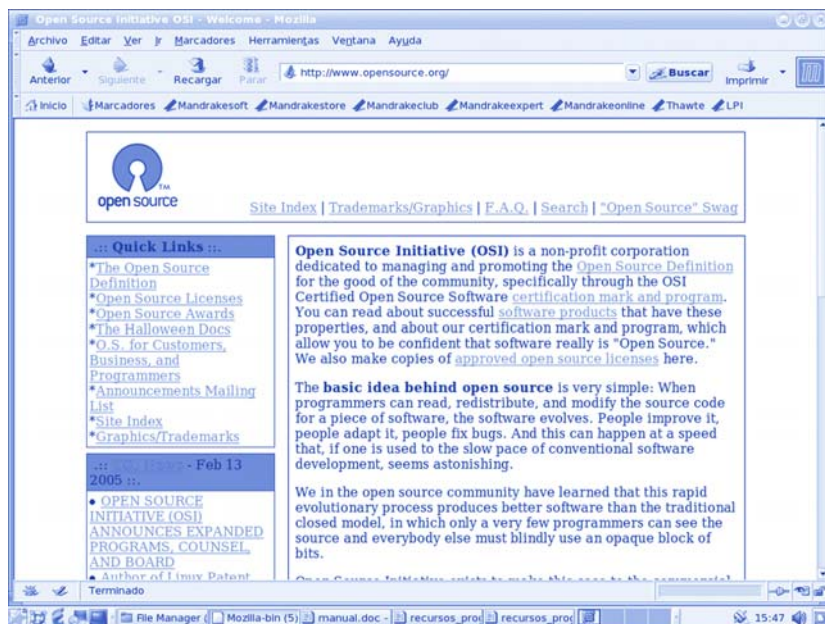 Open Source Initiative OSI - Welcome - Mozilla
Archivo Editar Ver Ir Marcadores Herramientas Ventana Ayuda
Anterior Siguiente Recargar Parar http://www.opensource.org/ Buscar Imprimir
Inicio Marcadores Mandrakesoft Mandrakestore Mandrakeclub Mandrakeexpert Mandrakeonline Thawte LPI
open source TM
Site Index | Trademarks/Graphics | F.A.Q. | Search | "Open Source" Swag
.:: Quick Links ::.
*The Open Source
Definition
*Open Source Licenses
*Open Source Awards
*The Halloween Docs
*O.S. for Customers,
Business, and
Programmers
*Announcements Mailing
List
*Site Index
*Graphics/Trademarks
.:: - Feb 13
2005 ::.
• OPEN SOURCE
INITIATIVE (OSI)
ANNOUNCES EXPANDED
PROGRAMS, COUNSEL,
AND BOARD
• Author of Linux Patent
Open Source Initiative (OSI) is a non-profit corporation
dedicated to managing and promoting the Open Source Definition
for the good of the community, specifically through the OSI
Certified Open Source Software certification mark and program.
You can read about successful software products that have these
properties, and about our certification mark and program, which
allow you to be confident that software really is "Open Source."
We also make copies of approved open source licenses here.
The basic idea behind open source is very simple: When
programmers can read, redistribute, and modify the source code
for a piece of software, the software evolves. People improve it,
people adapt it, people fix bugs. And this can happen at a speed
that, if one is used to the slow pace of conventional software
development, seems astonishing.
We in the open source community have learned that this rapid
evolutionary process produces better software than the traditional
closed model, in which only a very few programmers can see the
source and everybody else must blindly use an opaque block of
bits.
Open Source Initiative exists to make this case to the commercial
Terminado
File Manager ( Mozilla-bin (5) manual.doc - recursos_prod recursos_prod 15:47